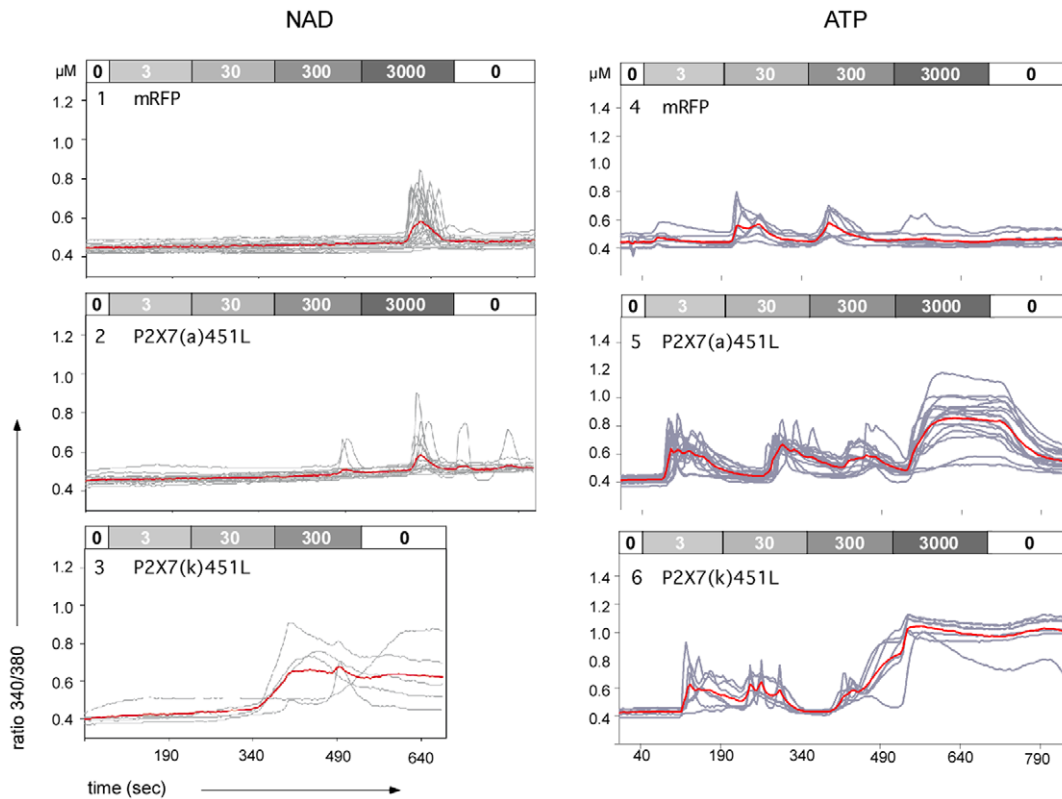 NAD
ATP
µM 0 3 30 300 3000 0
1 mRFP
1.2
1.0
0.8
0.6
0.4
µM 0 3 30 300 3000 0
4 mRFP
1.4
1.2
1.0
0.8
0.6
0.4
0 3 30 300 3000 0
2 P2X7(a)451L
1.2
1.0
0.8
0.6
0.4
0 3 30 300 3000 0
5 P2X7(a)451L
1.4
1.2
1.0
0.8
0.6
0.4
0 3 30 300 0
3 P2X7(k)451L
1.2
1.0
0.8
0.6
0.4
190 340 490 640
0 3 30 300 3000 0
6 P2X7(k)451L
1.4
1.2
1.0
0.8
0.6
0.4
40 190 340 490 640 790
ratio 340/380
time (sec)